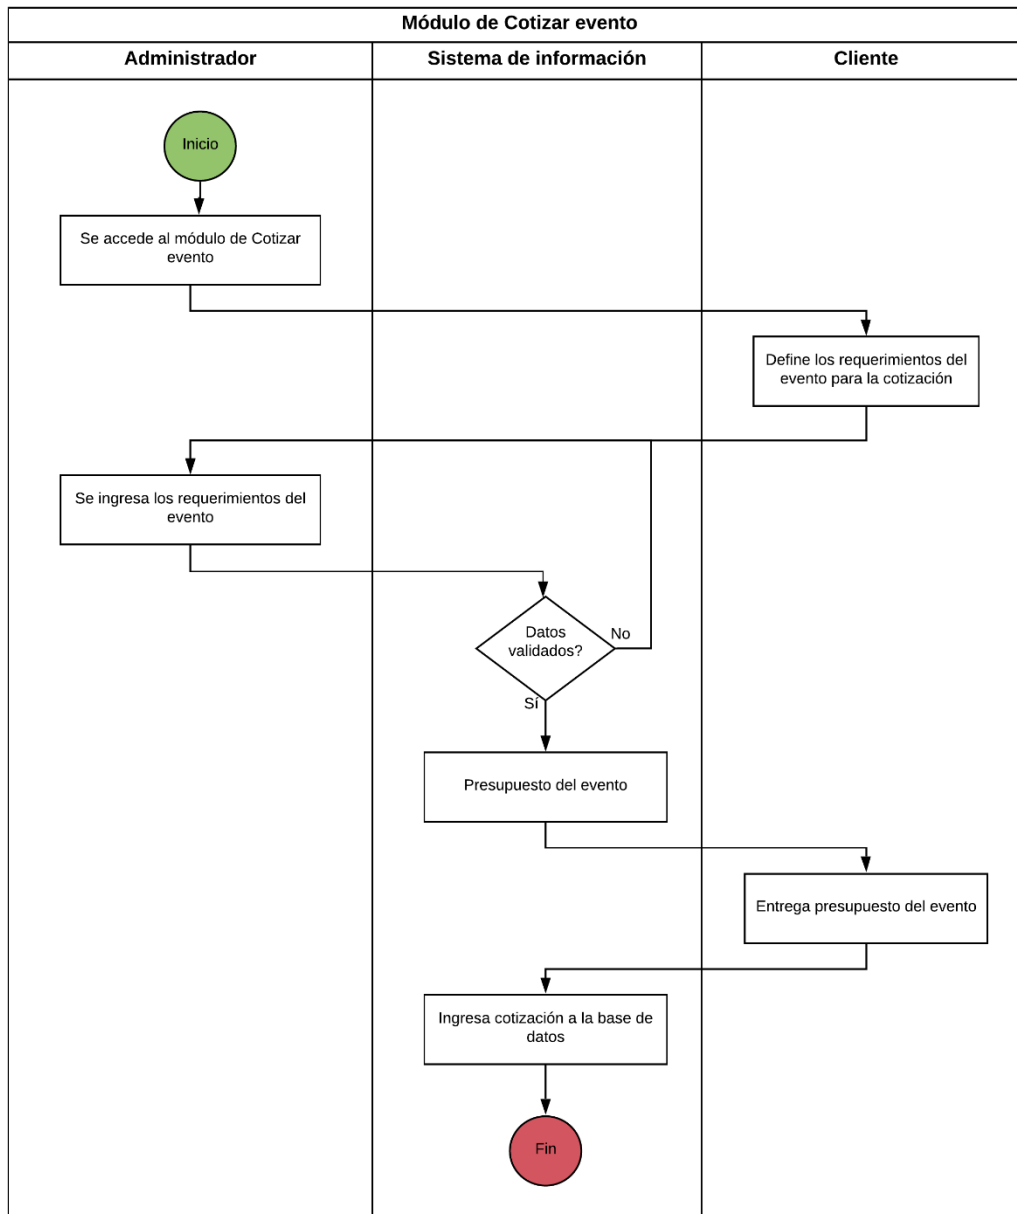 Módulo de Cotizar evento
Administrador
Sistema de información
Cliente
Inicio
Se accede al módulo de Cotizar
evento
Define los requerimientos del
evento para la cotización
Se ingresa los requerimientos del
evento
Datos
validados?
No
Sí
Presupuesto del evento
Entrega presupuesto del evento
Ingresa cotización a la base de
datos
Fin